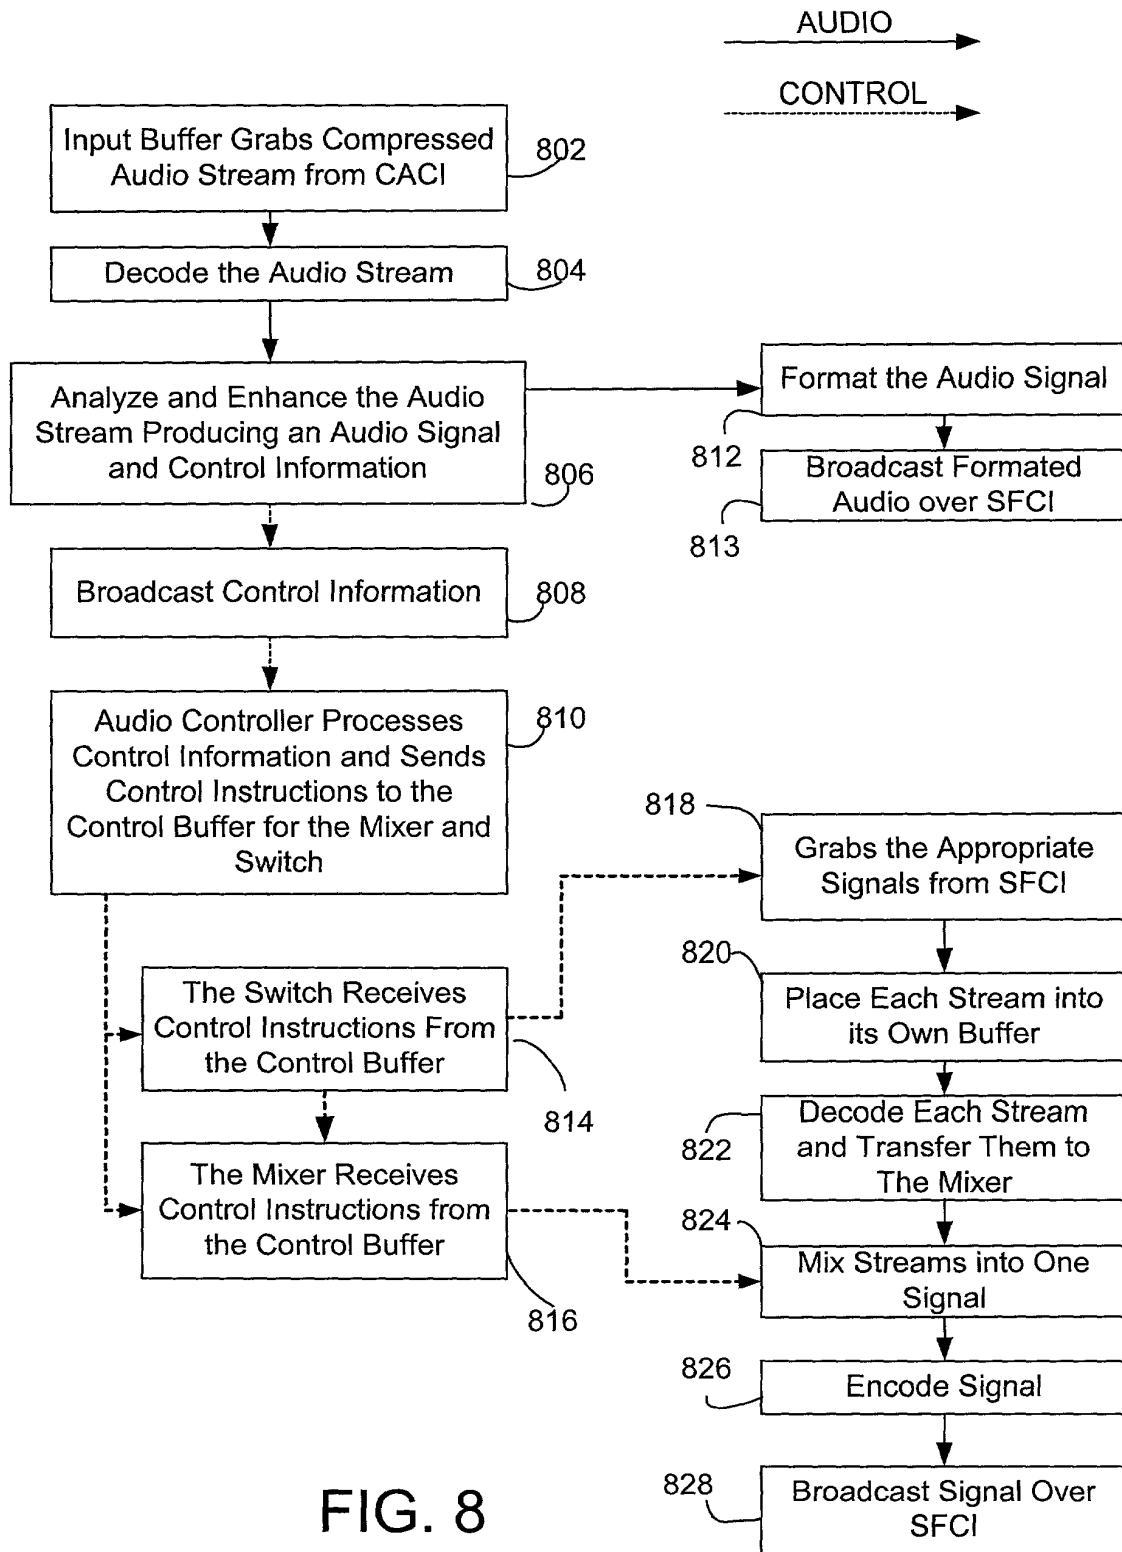 AUDIO
CONTROL
Input Buffer Grabs Compressed
Audio Stream from CACI
802
Decode the Audio Stream
804
Analyze and Enhance the Audio
Stream Producing an Audio Signal
and Control Information
806
Format the Audio Signal
812
Broadcast Formated
Audio over SFCI
813
Broadcast Control Information
808
Audio Controller Processes
Control Information and Sends
Control Instructions to the
Control Buffer for the Mixer and
Switch
810
The Switch Receives
Control Instructions From
the Control Buffer
814
The Mixer Receives
Control Instructions from
the Control Buffer
816
818
Grabs the Appropriate
Signals from SFCI
820
Place Each Stream into
its Own Buffer
822
Decode Each Stream
and Transfer Them to
The Mixer
824
Mix Streams into One
Signal
826
Encode Signal
828
Broadcast Signal Over
SFCI
FIG. 8